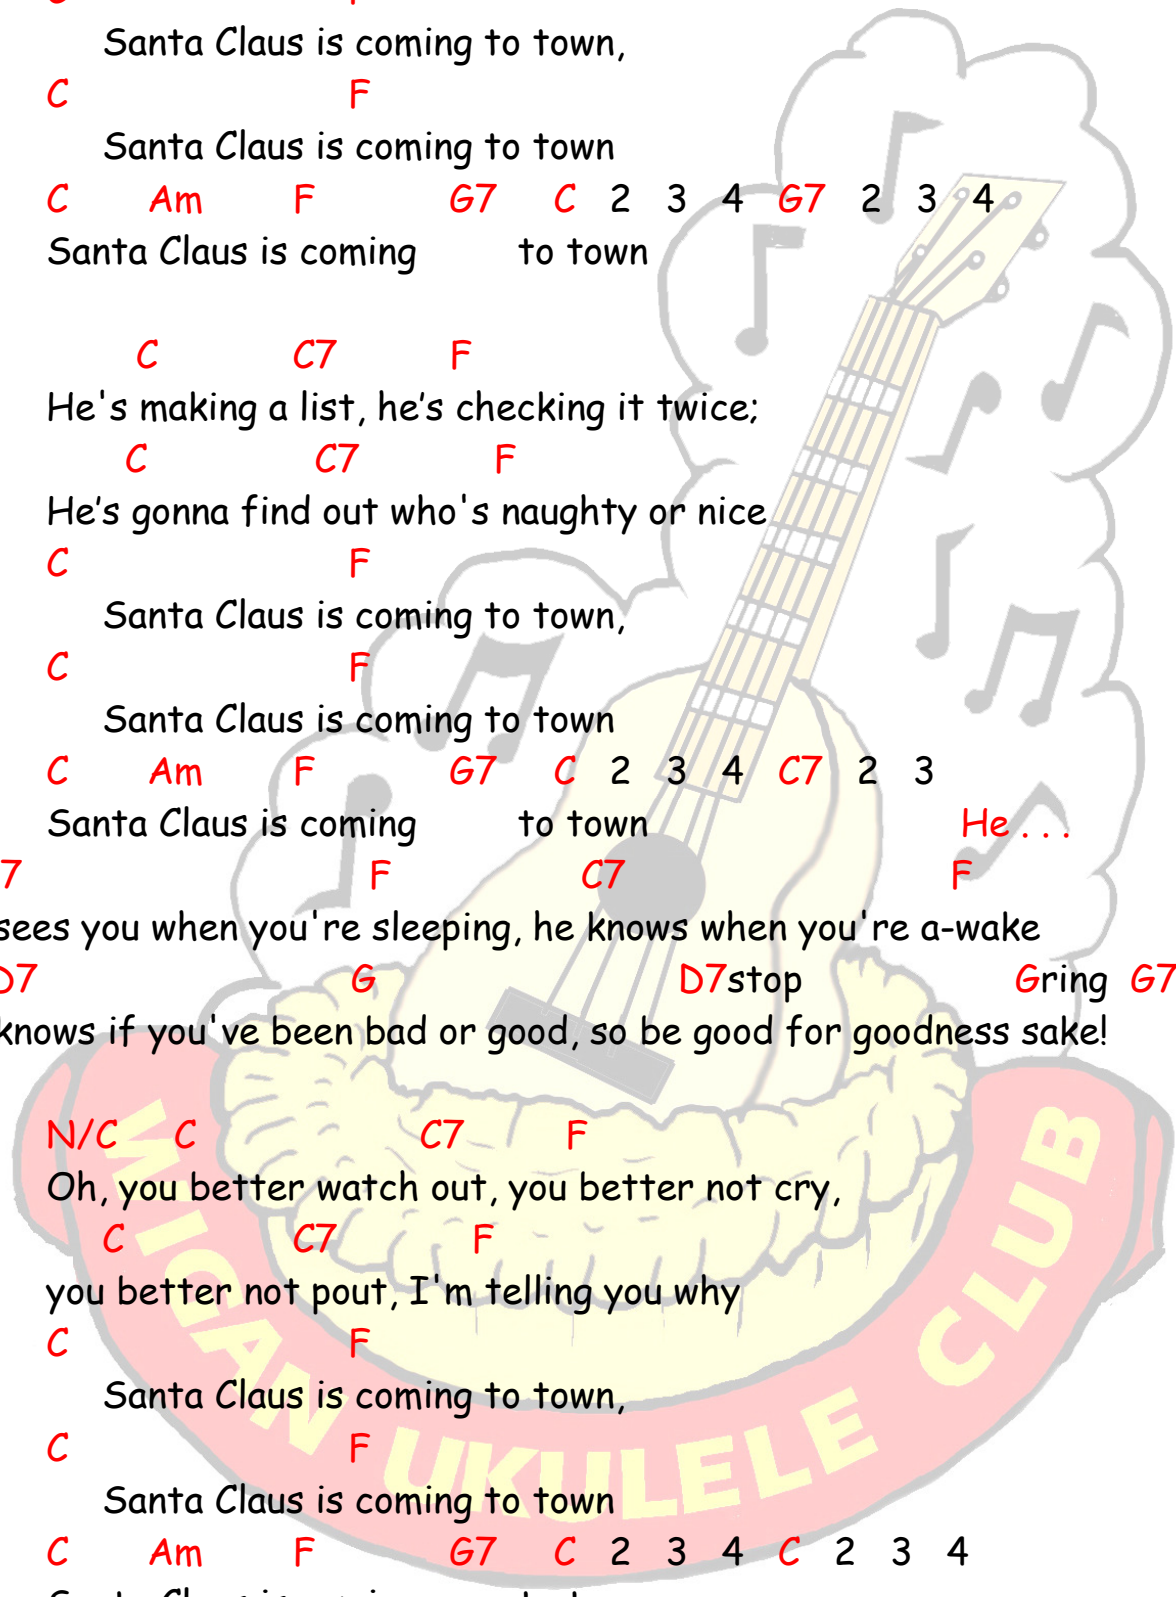 Santa Claus is coming to town,
C F
Santa Claus is coming to town
C Am F G7 C 2 3 4 G7 2 3 4
Santa Claus is coming to town
C C7 F
He's making a list, he’s checking it twice;
C C7 F
He’s gonna find out who's naughty or nice
C F
Santa Claus is coming to town,
C F
Santa Claus is coming to town
C Am F G7 C 2 3 4 C7 2 3
Santa Claus is coming to town He . . .
7 F C7 F
sees you when you're sleeping, he knows when you're a-wake
D7 G D7stop Gring G7
knows if you've been bad or good, so be good for goodness sake!
N/C C C7 F
Oh, you better watch out, you better not cry,
C C7 F
you better not pout, I'm telling you why
C F
Santa Claus is coming to town,
C F
Santa Claus is coming to town
C Am F G7 C 2 3 4 C 2 3 4
WIGAN UKULELE CLUB